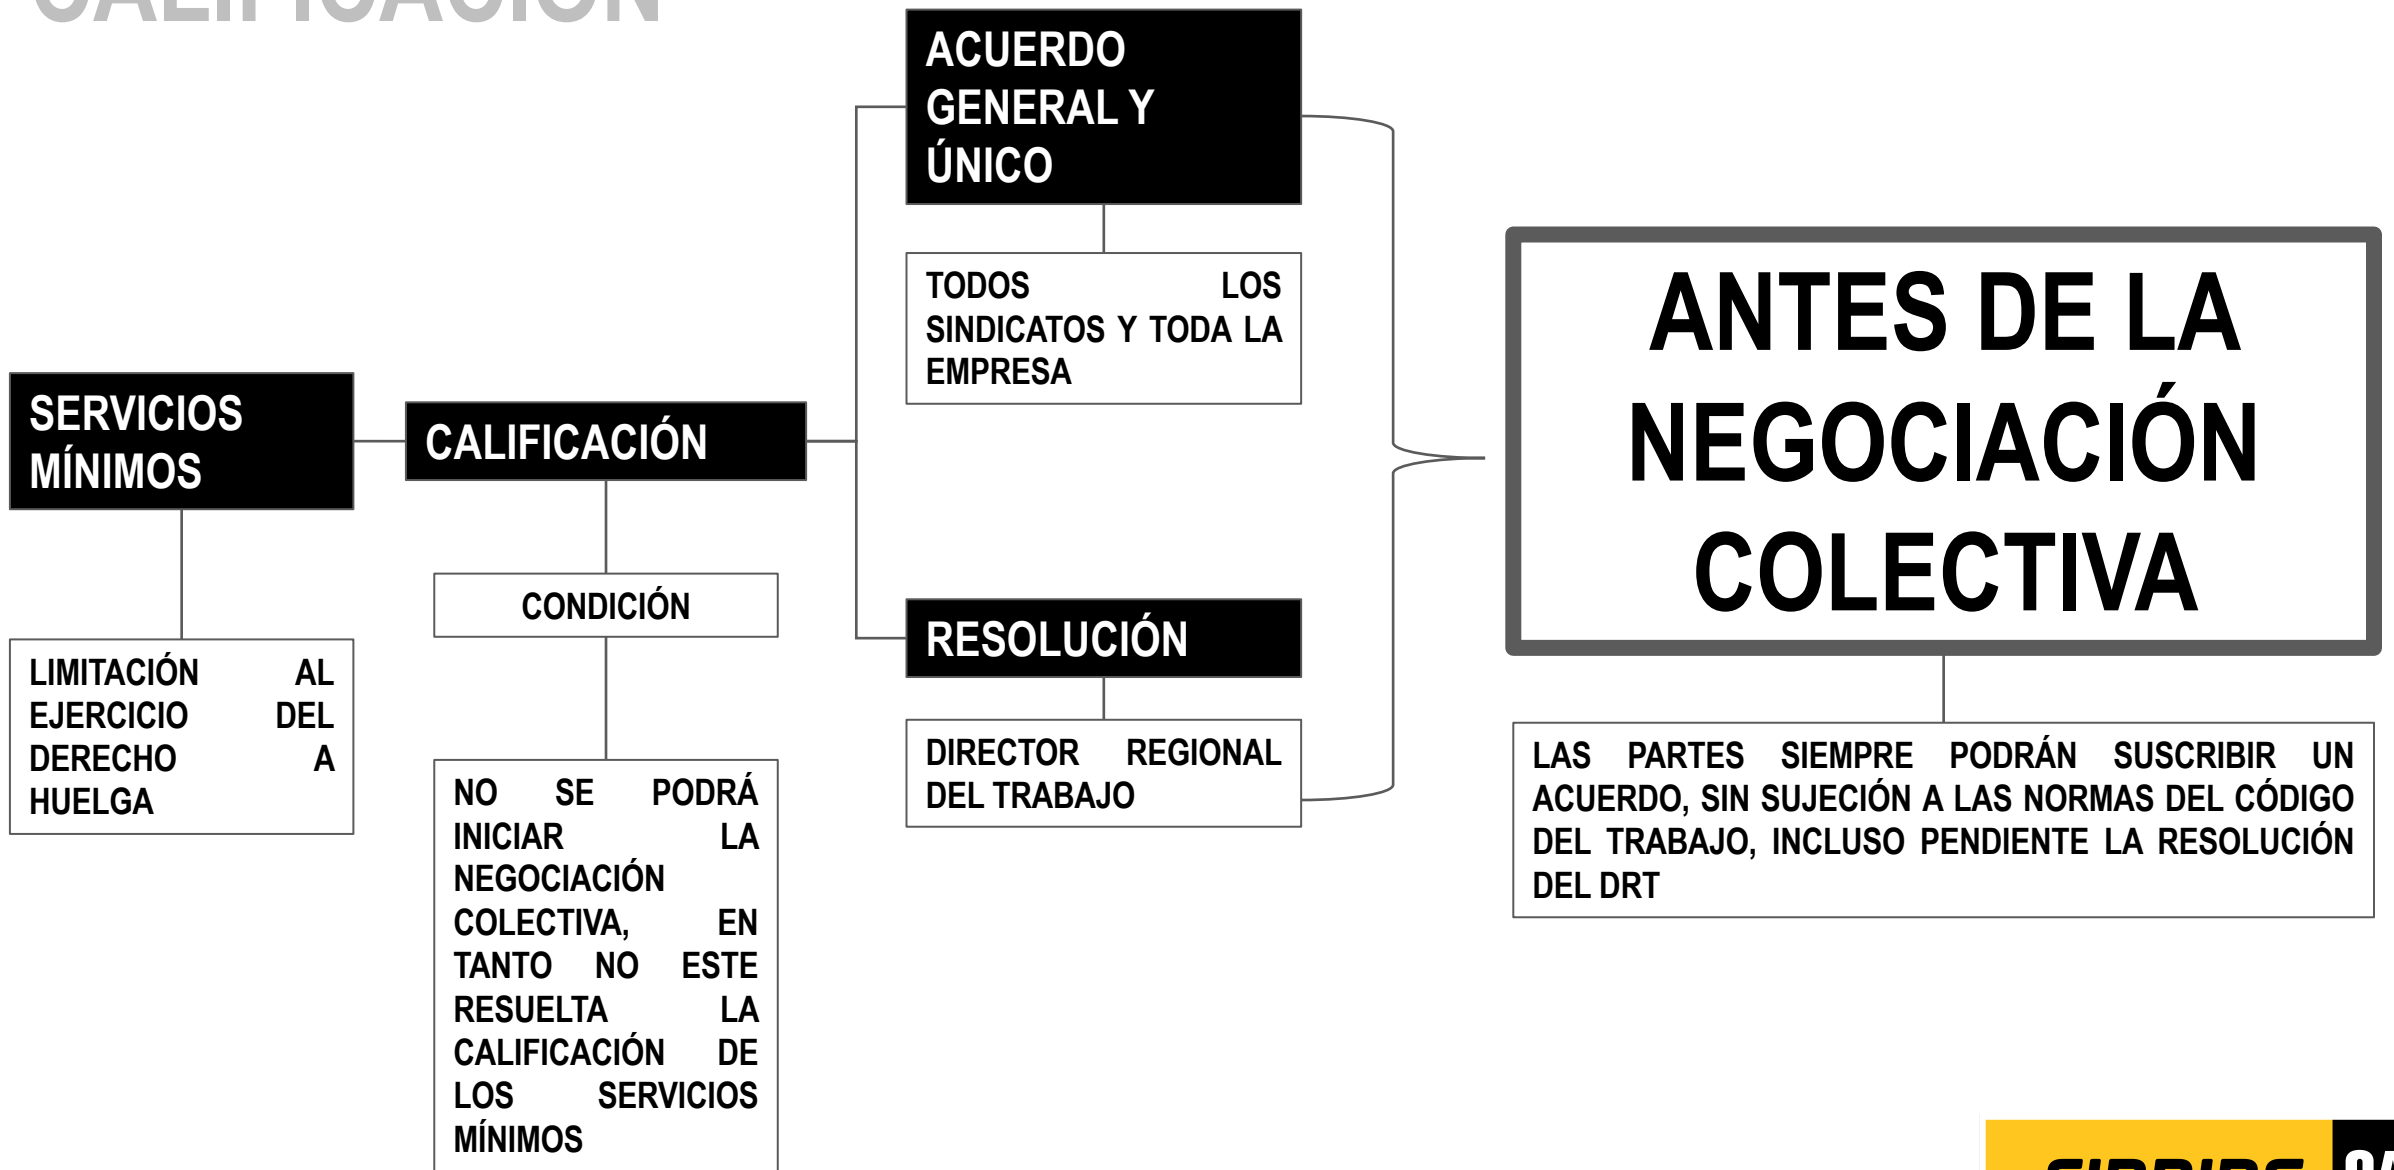 CALIFICACIÓN
ACUERDO
GENERAL Y
ÚNICO
TODOS LOS
SINDICATOS Y TODA LA
EMPRESA
SERVICIOS
MÍNIMOS
CALIFICACIÓN
CONDICIÓN
LIMITACIÓN AL
EJERCICIO DEL
DERECHO A
HUELGA
NO SE PODRÁ
INICIAR LA
NEGOCIACIÓN
COLECTIVA, EN
TANTO NO ESTE
RESUELTA LA
CALIFICACIÓN DE
LOS SERVICIOS
MÍNIMOS
RESOLUCIÓN
DIRECTOR REGIONAL
DEL TRABAJO
ANTES DE LA
NEGOCIACIÓN
COLECTIVA
LAS PARTES SIEMPRE PODRÁN SUSCRIBIR UN
ACUERDO, SIN SUJECIÓN A LAS NORMAS DEL CÓDIGO
DEL TRABAJO, INCLUSO PENDIENTE LA RESOLUCIÓN
DEL DRT